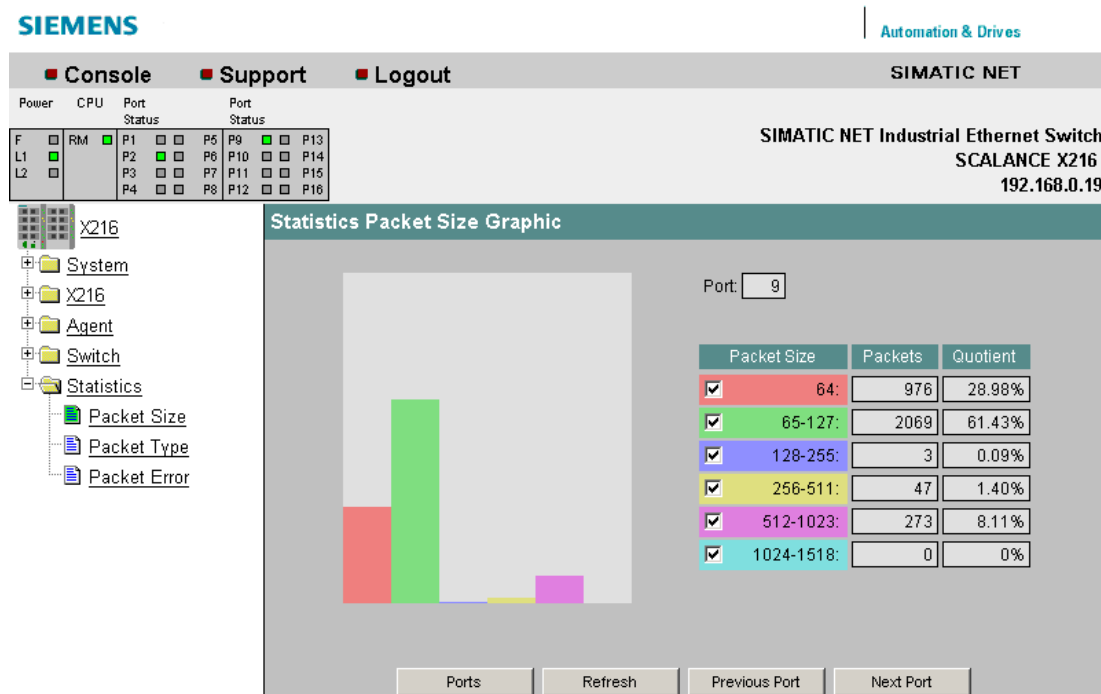 SIEMENS
Automation & Drives
Console Support Logout SIMATIC NET
Power CPU Port Status Port Status
F RM P1 P5 P9 P13
L1 P2 P6 P10 P14
L2 P3 P7 P11 P15
P4 P8 P12 P16
SIMATIC NET Industrial Ethernet Switch
SCALANCE X216
192.168.0.19
X216
System
X216
Agent
Switch
Statistics
Packet Size
Packet Type
Packet Error
Statistics Packet Size Graphic
Port: 9
Packet Size Packets Quotient
64: 976 28.98%
65-127: 2069 61.43%
128-255: 3 0.09%
256-511: 47 1.40%
512-1023: 273 8.11%
1024-1518: 0 0%
Ports Refresh Previous Port Next Port